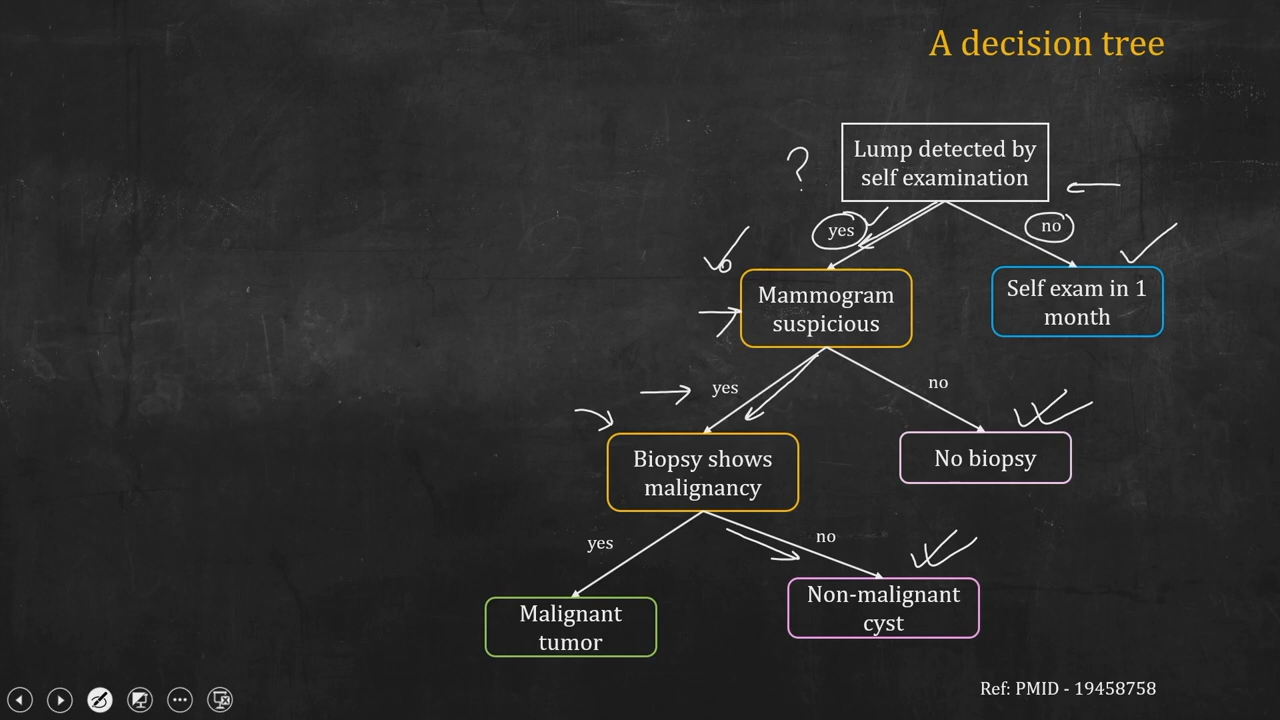 A decision tree
Lump detected by
self examination
?
yes
no
Mammogram
suspicious
Self exam in 1
month
yes
no
Biopsy shows
malignancy
No biopsy
yes
no
Malignant
tumor
Non-malignant
cyst
Ref: PMID - 19458758